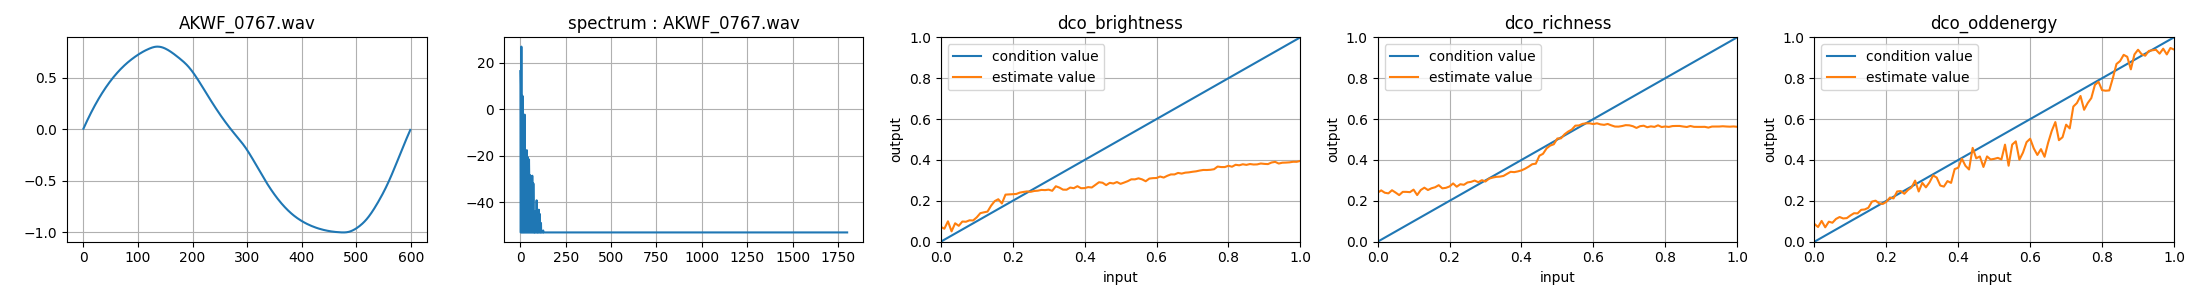 AKWF_0767.wav
0.5
0.0
−0.5
−1.0
0 100 200 300 400 500 600
spectrum : AKWF_0767.wav
20
0
−20
−40
0 250 500 750 1000 1250 1500 1750
dco_brightness
condition value
estimate value
output
1.0
0.8
0.6
0.4
0.2
0.0
0.0 0.2 0.4 0.6 0.8 1.0
input
dco_richness
condition value
estimate value
output
1.0
0.8
0.6
0.4
0.2
0.0
0.0 0.2 0.4 0.6 0.8 1.0
input
dco_oddenergy
condition value
estimate value
output
1.0
0.8
0.6
0.4
0.2
0.0
0.0 0.2 0.4 0.6 0.8 1.0
input